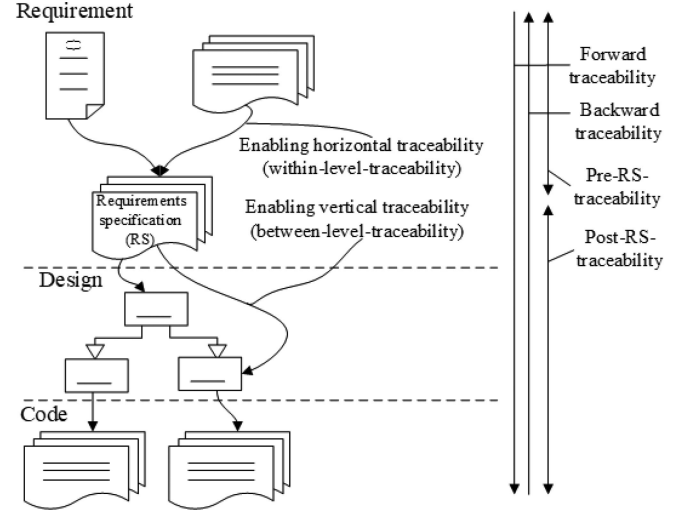 Requirement
Forward
traceability
Backward
traceability
Enabling horizontal traceability
(within-level-traceability)
Pre-RS-
traceability
Requirements
specification
(RS)
Enabling vertical traceability
(between-level-traceability)
Post-RS-
traceability
Design
Code